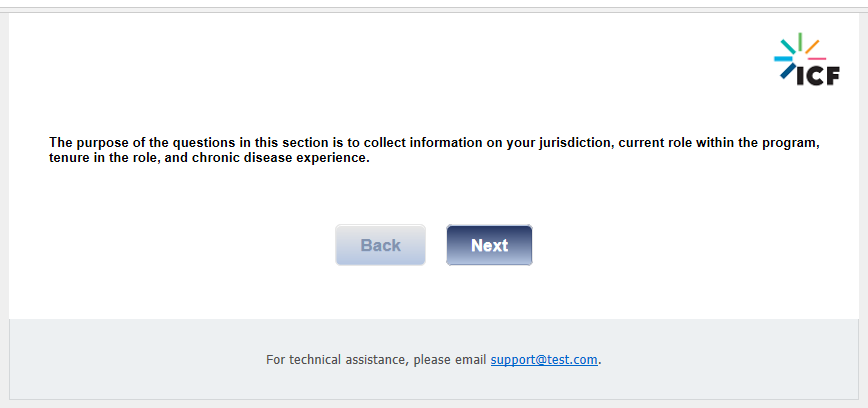 ICF
The purpose of the questions in this section is to collect information on your jurisdiction, current role within the program,
tenure in the role, and chronic disease experience.
Back
Next
For technical assistance, please email support@test.com.